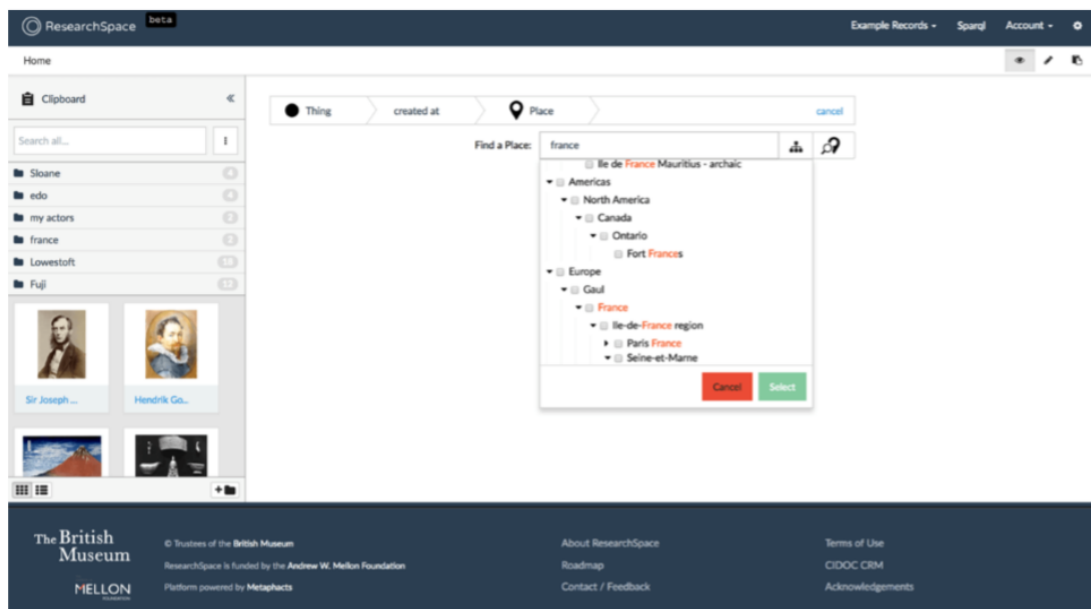 ResearchSpace beta
Example Records
Sparql
Account
Home
Clipboard
Search all...
Sloane 4
edo 4
my actors 2
france
Lowestoft
Fuji
Sir Joseph ...
Hendrik Go...
Thing
created at
Place
cancel
Find a Place:
france
Ile de France Mauritius - archaic
Americas
North America
Canada
Ontario
Fort Frances
Europe
Gaul
France
Ile-de-France region
Paris France
Seine-et-Marne
Cancel
Select
The British
Museum
MELLON
© Trustees of the British Museum
ResearchSpace is funded by the Andrew W. Mellon Foundation
Platform powered by Metaphacts
About ResearchSpace
Roadmap
Contact / Feedback
Terms of Use
CIDOC CRM
Acknowledgements